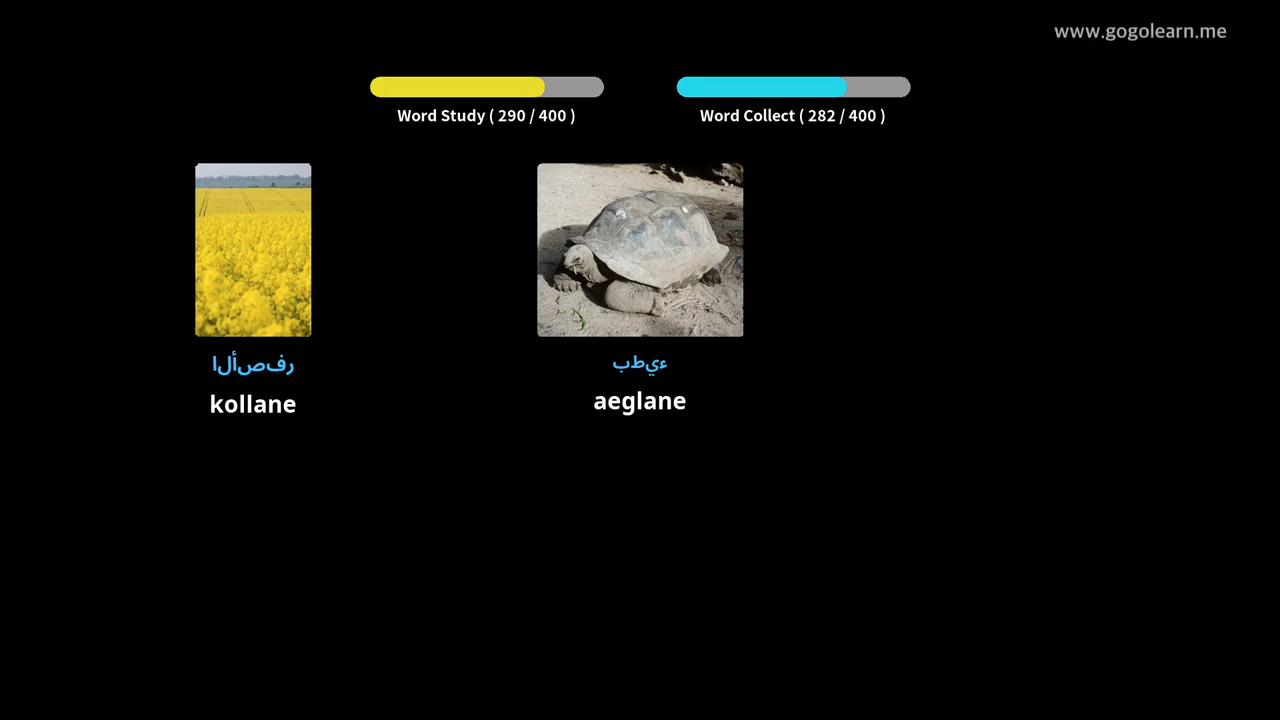 www.gogolearn.me
Word Study ( 290 / 400 )
Word Collect ( 282 / 400 )
رفصألا
kollane
ءيطب
aeglane